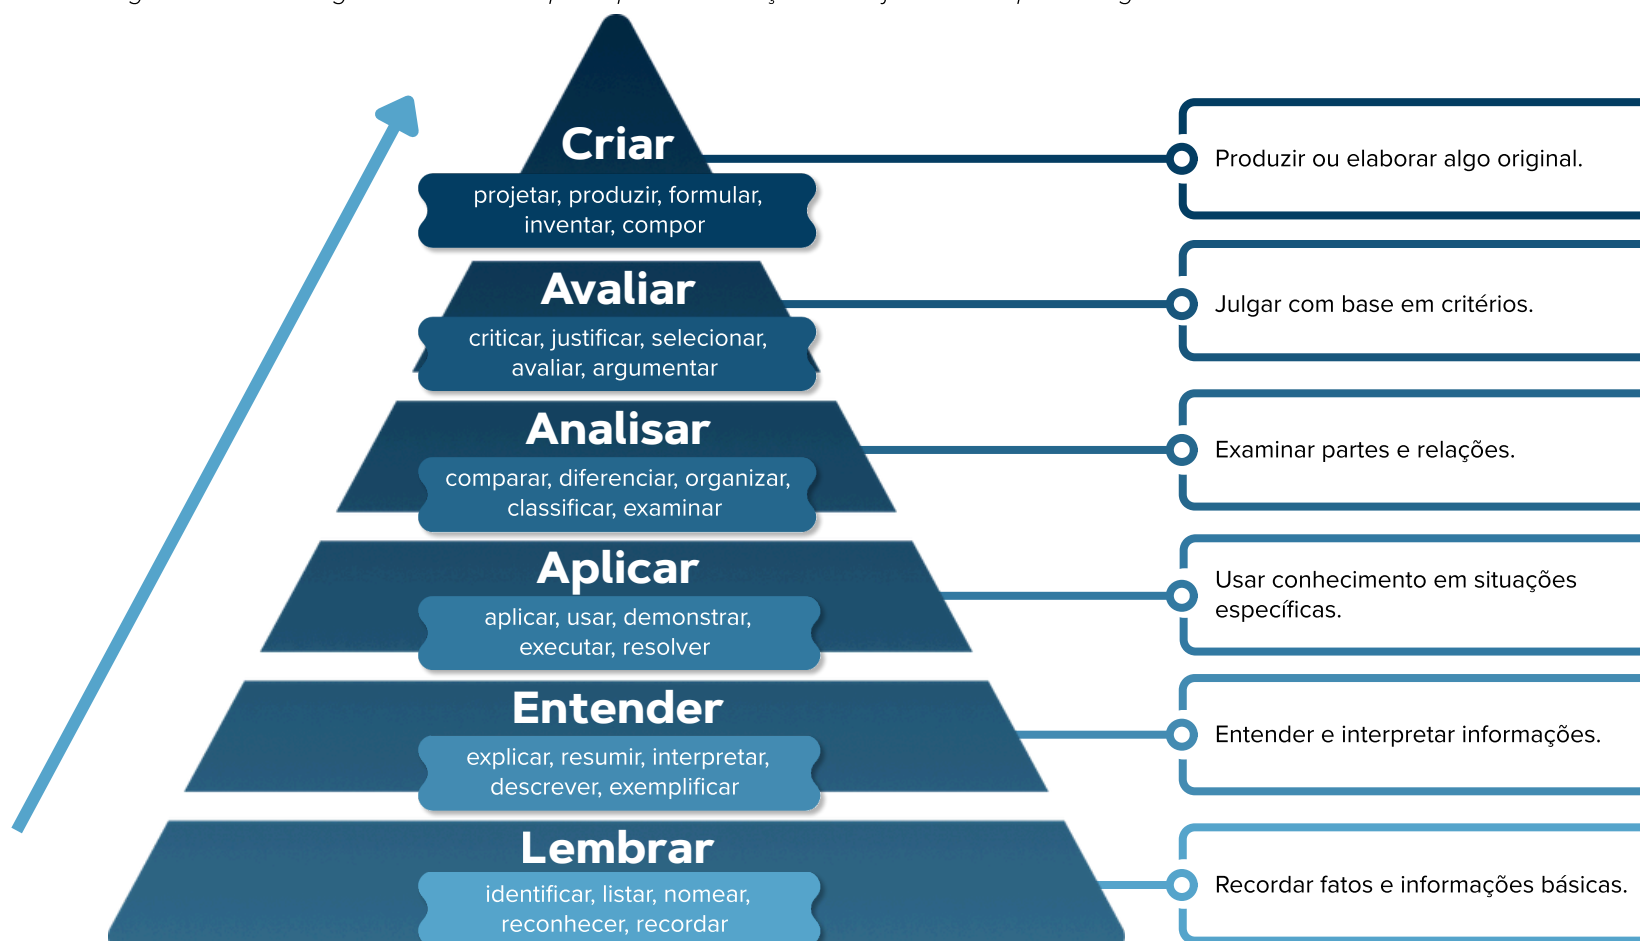 Criar
projetar, produzir, formular,
inventar, compor
Produzir ou elaborar algo original.
Avaliar
criticar, justificar, selecionar,
avaliar, argumentar
Julgar com base em critérios.
Analisar
comparar, diferenciar, organizar,
classificar, examinar
Examinar partes e relações.
Aplicar
aplicar, usar, demonstrar,
executar, resolver
Usar conhecimento em situações
específicas.
Entender
explicar, resumir, interpretar,
descrever, exemplificar
Entender e interpretar informações.
Lembrar
identificar, listar, nomear,
reconhecer, recordar
Recordar fatos e informações básicas.